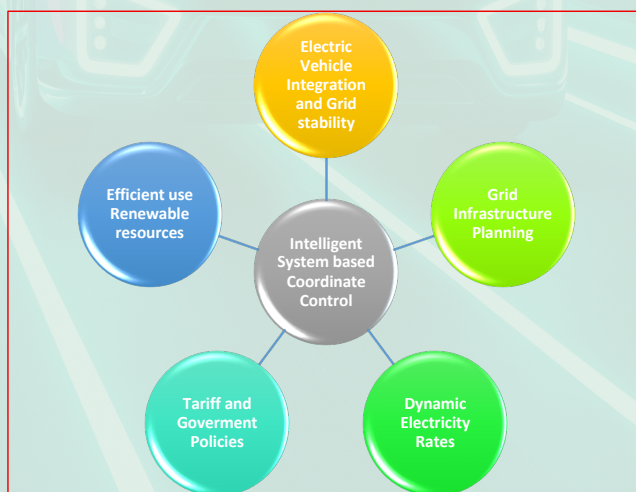 Electric
Vehicle
Integration
and Grid
stability
Efficient use
Renewable
resources
Grid
Infrastructure
Planning
Intelligent
System based
Coordinate
Control
Tariff and
Goverment
Policies
Dynamic
Electricity
Rates